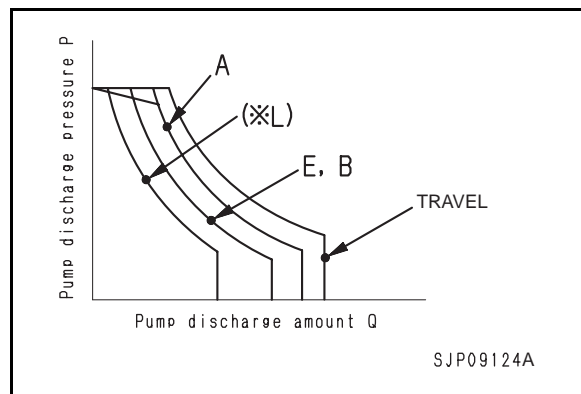 Pump discharge pressure P
A
(※L)
E, B
TRAVEL
Pump discharge amount Q
SJP09124A